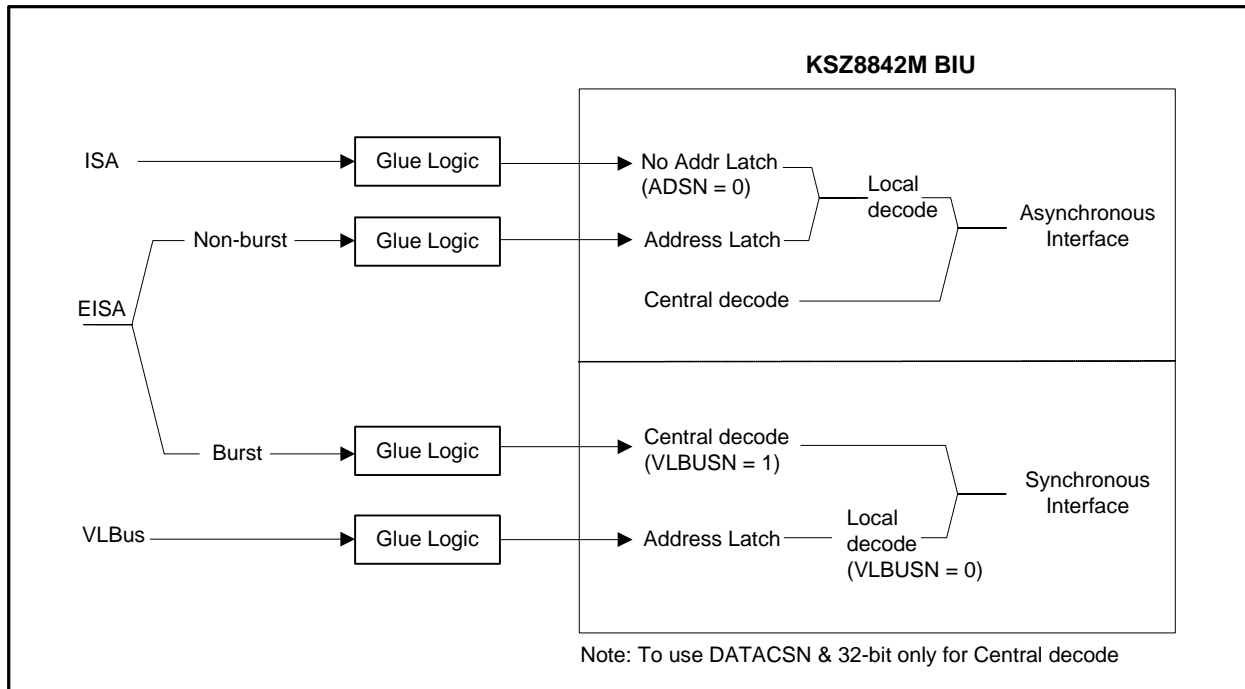 KSZ8842M BIU
ISA
Glue Logic
No Addr Latch
(ADSN = 0)
Local
decode
Asynchronous
Interface
Non-burst
Glue Logic
Address Latch
EISA
Central decode
Burst
Glue Logic
Central decode
(VLBUSN = 1)
Synchronous
Interface
VLBus
Glue Logic
Address Latch
Local
decode
(VLBUSN = 0)
Note: To use DATACSN & 32-bit only for Central decode